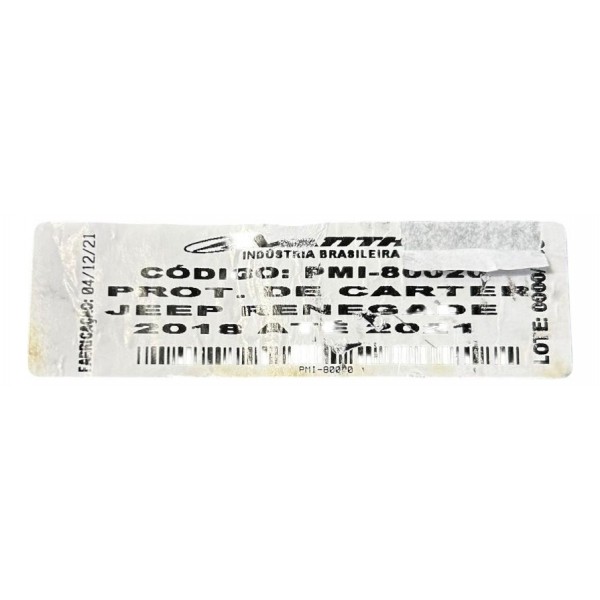 INDÚSTRIA BRASILEIRA
CÓDIGO: PMI-80020
PROT. DE CARTER
JEEP RENEGADE
2018 ATÉ 2021
FABRICAÇÃO: 04/12/21
LOTE: